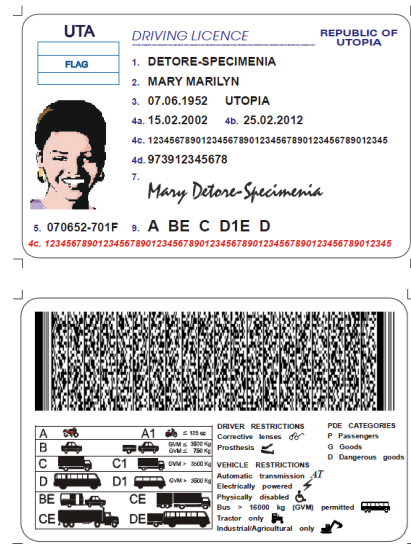 UTA
DRIVING LICENCE
REPUBLIC OF
UTOPIA
FLAG
1. DETORE-SPECIMENIA
2. MARY MARILYN
3. 07.06.1952 UTOPIA
4a. 15.02.2002 4b. 25.02.2012
4c. 12345678901234567890123456789012345
4d. 973912345678
7.
Mary Detore-Specimenia
5. 070652-701F 9. A BE C D1E D
4c. 1234567890123456789012345678901234567890123456789012345
A A1 ≤ 125 cc
B GVM ≤ 3500 Kg
GVM ≤ 750 Kg
C C1 GVM > 3500 Kg
D D1 GVM > 3500 Kg
BE CE
CE DE
DRIVER RESTRICTIONS
Corrective lenses
Prosthesis
VEHICLE RESTRICTIONS
Automatic transmission AT
Electrically powered
Physically disabled
Bus > 16000 kg (GVM) permitted
Tractor only
Industrial/Agricultural only
PDE CATEGORIES
P Passengers
G Goods
D Dangerous goods